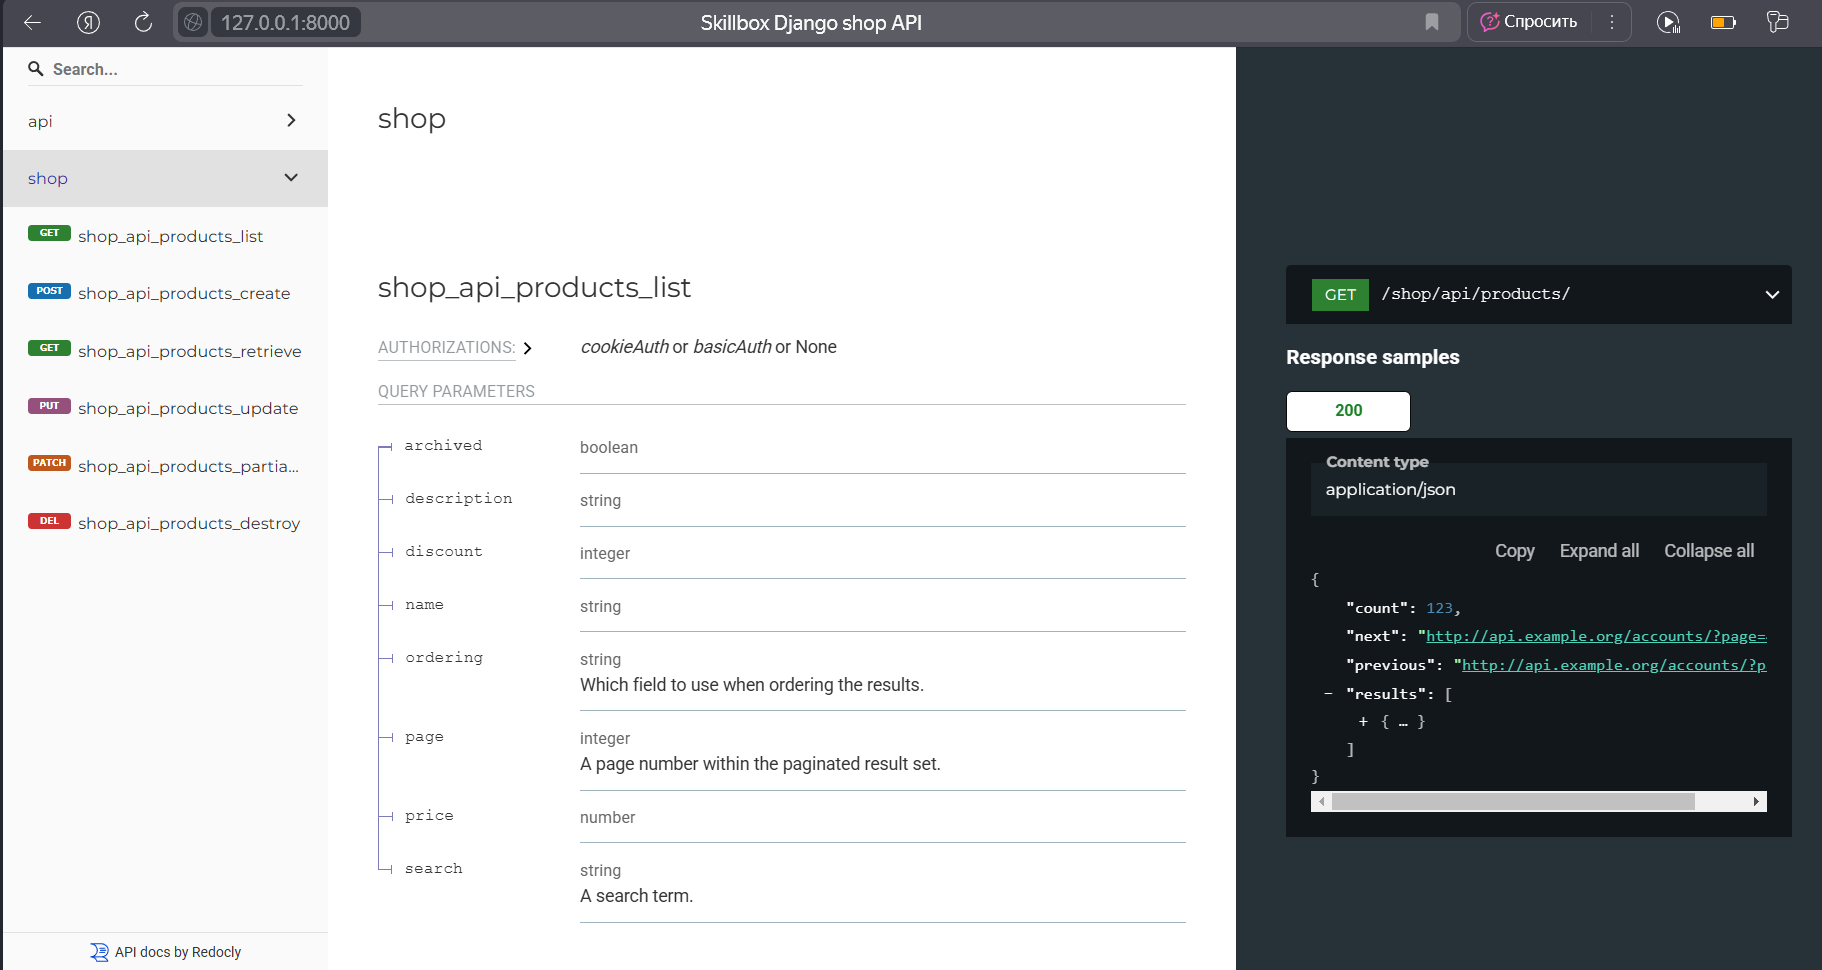 127.0.0.1:8000
Skillbox Django shop API
Спросить
Search...
api
shop
GET shop_api_products_list
POST shop_api_products_create
GET shop_api_products_retrieve
PUT shop_api_products_update
PATCH shop_api_products_partia...
DEL shop_api_products_destroy
API docs by Redocly
shop
shop_api_products_list
AUTHORIZATIONS: cookieAuth or basicAuth or None
QUERY PARAMETERS
archived boolean
description string
discount integer
name string
ordering string
Which field to use when ordering the results.
page integer
A page number within the paginated result set.
price number
search string
A search term.
GET /shop/api/products/
Response samples
200
Content type
application/json
Copy Expand all Collapse all
{
"count": 123,
"next": "http://api.example.org/accounts/?page=
"previous": "http://api.example.org/accounts/?p
- "results": [
+ { … }
]
}